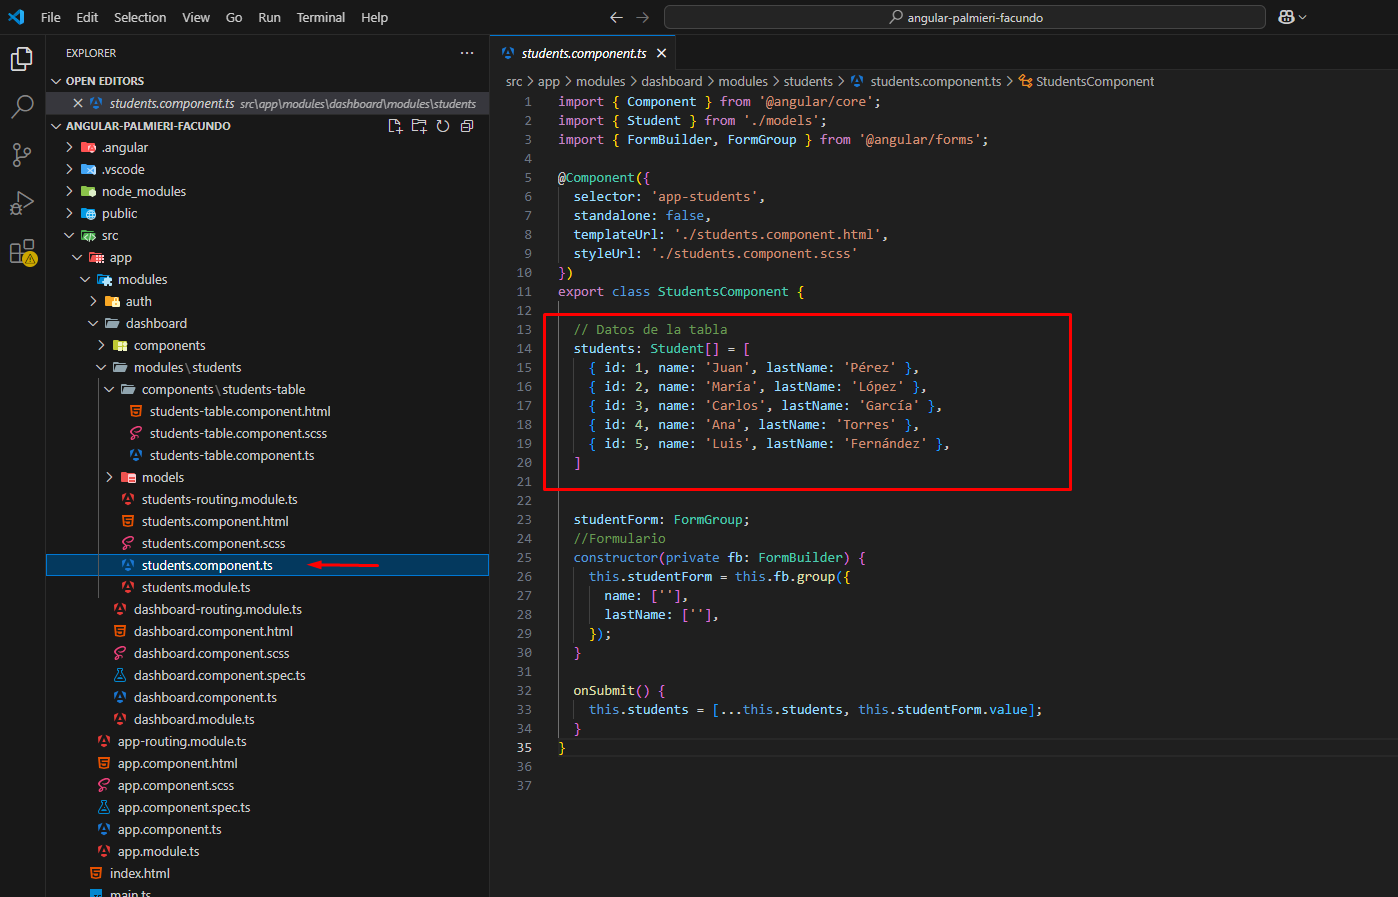 File Edit Selection View Go Run Terminal Help
angular-palmieri-facundo
EXPLORER
OPEN EDITORS
students.component.ts src\app\modules\dashboard\modules\students
ANGULAR-PALMIERI-FACUNDO
.angular
.vscode
node_modules
public
src
app
modules
auth
dashboard
components
modules\students
components\students-table
students-table.component.html
students-table.component.scss
students-table.component.ts
models
students-routing.module.ts
students.component.html
students.component.scss
students.component.ts
students.module.ts
dashboard-routing.module.ts
dashboard.component.html
dashboard.component.scss
dashboard.component.spec.ts
dashboard.component.ts
dashboard.module.ts
app-routing.module.ts
app.component.html
app.component.scss
app.component.spec.ts
app.component.ts
app.module.ts
index.html
main.ts
students.component.ts
src > app > modules > dashboard > modules > students > students.component.ts > StudentsComponent
1 import { Component } from '@angular/core';
2 import { Student } from './models';
3 import { FormBuilder, FormGroup } from '@angular/forms';
4
5 @Component({
6 selector: 'app-students',
7 standalone: false,
8 templateUrl: './students.component.html',
9 styleUrl: './students.component.scss'
10 })
11 export class StudentsComponent {
12
13 // Datos de la tabla
14 students: Student[] = [
15 { id: 1, name: 'Juan', lastName: 'Pérez' },
16 { id: 2, name: 'María', lastName: 'López' },
17 { id: 3, name: 'Carlos', lastName: 'García' },
18 { id: 4, name: 'Ana', lastName: 'Torres' },
19 { id: 5, name: 'Luis', lastName: 'Fernández' },
20 ]
21
22
23 studentForm: FormGroup;
24 //Formulario
25 constructor(private fb: FormBuilder) {
26 this.studentForm = this.fb.group({
27 name: [''],
28 lastName: [''],
29 });
30 }
31
32 onSubmit() {
33 this.students = [...this.students, this.studentForm.value];
34 }
35 }
36
37